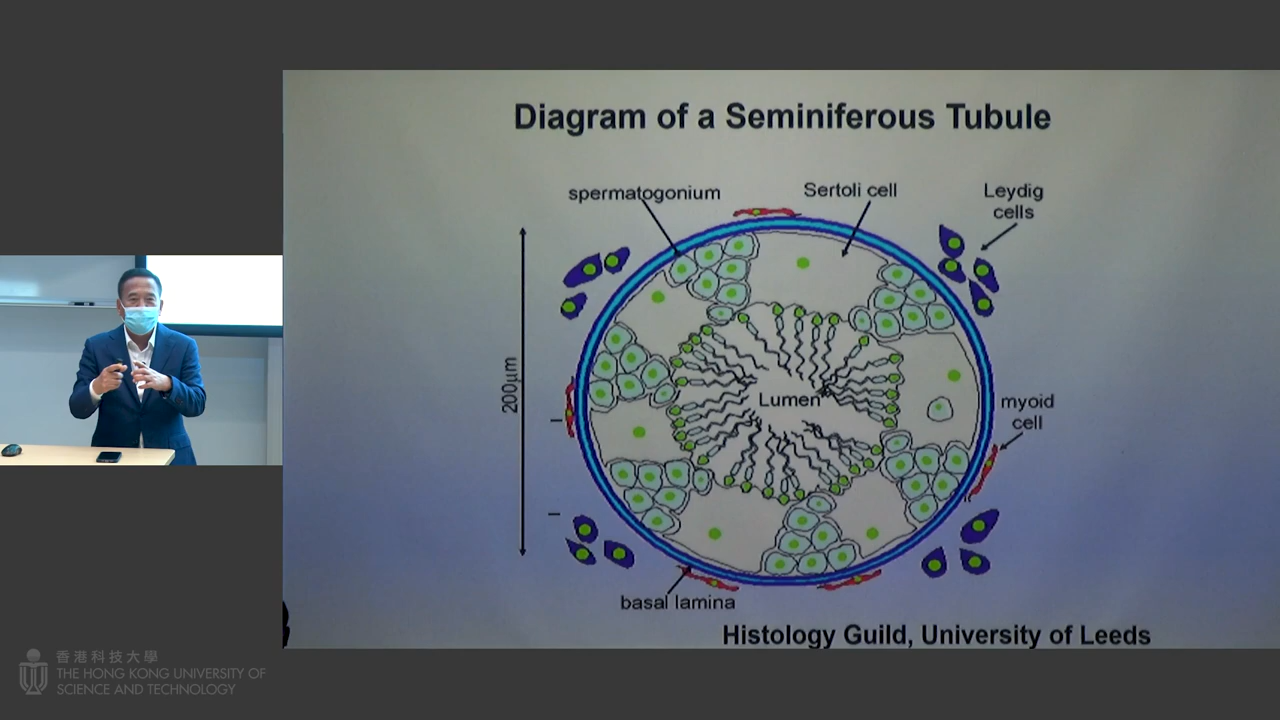 Diagram of a Seminiferous Tubule
spermatogonium
Sertoli cell
Leydig
cells
200µm
Lumen
myoid
cell
basal lamina
Histology Guild, University of Leeds
香港科技大學
THE HONG KONG UNIVERSITY OF
SCIENCE AND TECHNOLOGY